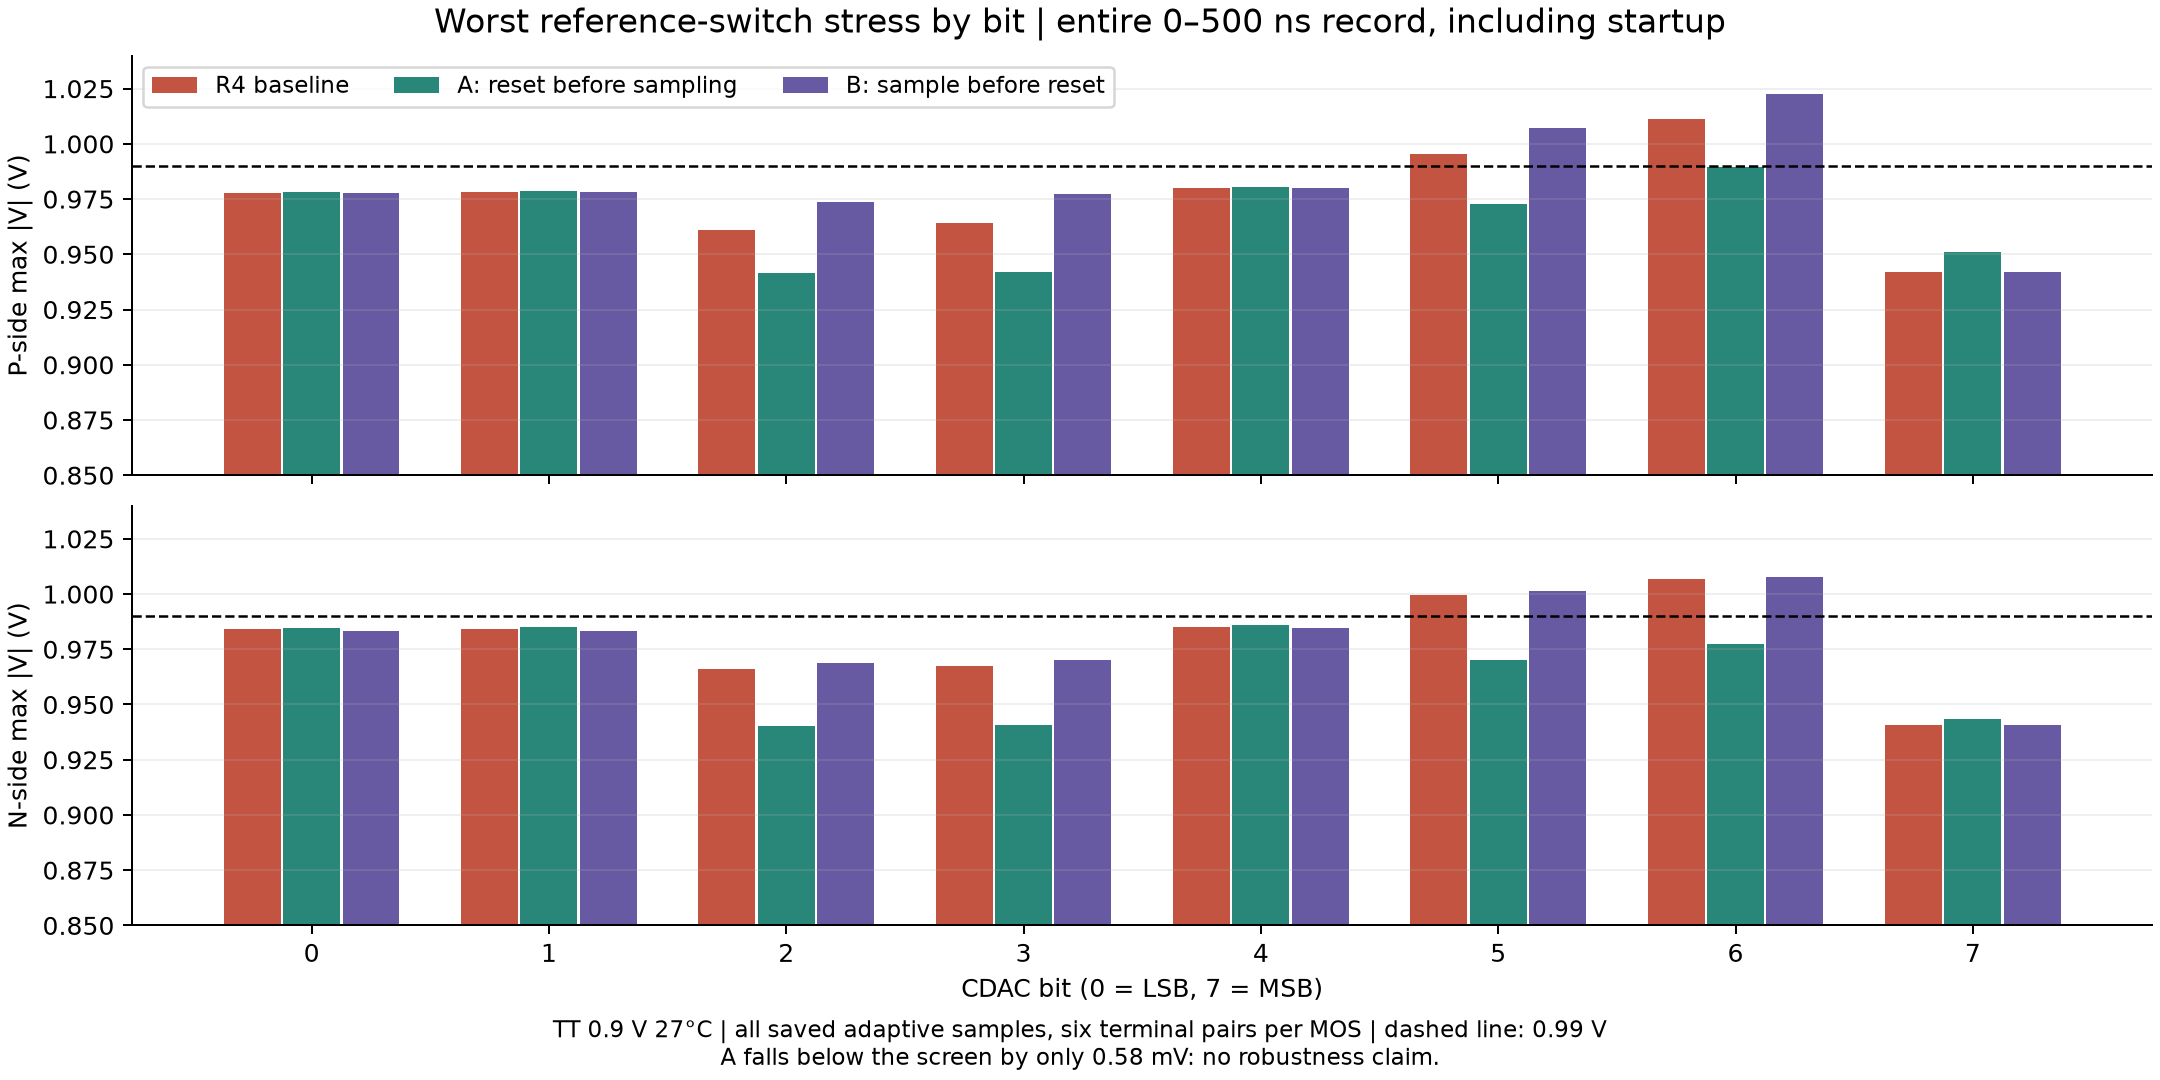 Worst reference-switch stress by bit | entire 0–500 ns record, including startup
R4 baseline
A: reset before sampling
B: sample before reset
P-side max |V| (V)
1.025
1.000
0.975
0.950
0.925
0.900
0.875
0.850
N-side max |V| (V)
1.025
1.000
0.975
0.950
0.925
0.900
0.875
0.850
0 1 2 3 4 5 6 7
CDAC bit (0 = LSB, 7 = MSB)
TT 0.9 V 27°C | all saved adaptive samples, six terminal pairs per MOS | dashed line: 0.99 V
A falls below the screen by only 0.58 mV: no robustness claim.